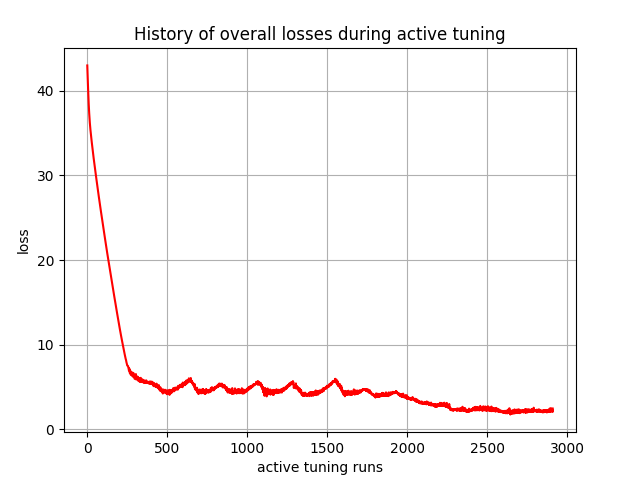 History of overall losses during active tuning
loss
40
30
20
10
0
0 500 1000 1500 2000 2500 3000
active tuning runs